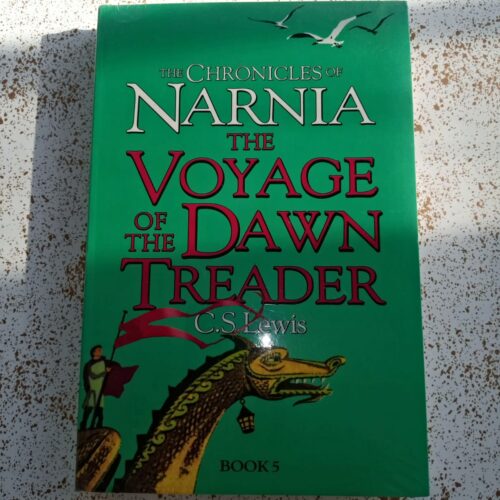 THE CHRONICLES OF
NARNIA
THE
VOYAGE
OF THE DAWN
TREADER
C.S. Lewis
BOOK 5